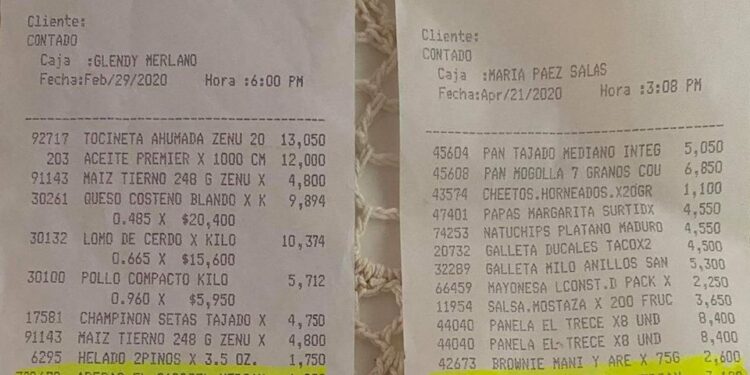 Cliente:
CONTADO
Caja :GLENDY MERLANO
Fecha:Feb/29/2020 Hora :6:00 PM
92717 TOCINETA AHUMADA ZENU 20 13,050
203 ACEITE PREMIER X 1000 CM 12,000
91143 MAIZ TIERNO 248 G ZENU X 4,800
30261 QUESO COSTENO BLANDO X K 9,894
0.485 X $20,400
30132 LOMO DE CERDO X KILO 10,374
0.665 X $15,600
30100 POLLO COMPACTO KILO 5,712
0.960 X $5,950
17581 CHAMPINON SETAS TAJADO X 4,750
91143 MAIZ TIERNO 248 G ZENU X 4,800
6295 HELADO 2PINOS X 3.5 OZ. 1,750
Cliente:
CONTADO
Caja :MARIA PAEZ SALAS
Fecha:Apr/21/2020 Hora :3:08 PM
45604 PAN TAJADO MEDIANO INTEG 5,050
45608 PAN MOGOLLA 7 GRANOS COU 6,850
43574 CHEETOS.HORNEADOS.X20GR 1,100
47401 PAPAS MARGARITA SURTIDX 4,550
74253 NATUCHIPS PLATANO MADURO 4,550
20732 GALLETA DUCALES TACOX2 4,500
32289 GALLETA MILO ANILLOS SAN 5,300
66459 MAYONESA LCONST.D PACK X 2,250
11954 SALSA.MOSTAZA X 200 FRUC 3,650
44040 PANELA EL TRECE X8 UND 8,400
44040 PANELA EL TRECE X8 UND 8,400
42673 BROWNIE MANI Y ARE X 75G 2,600